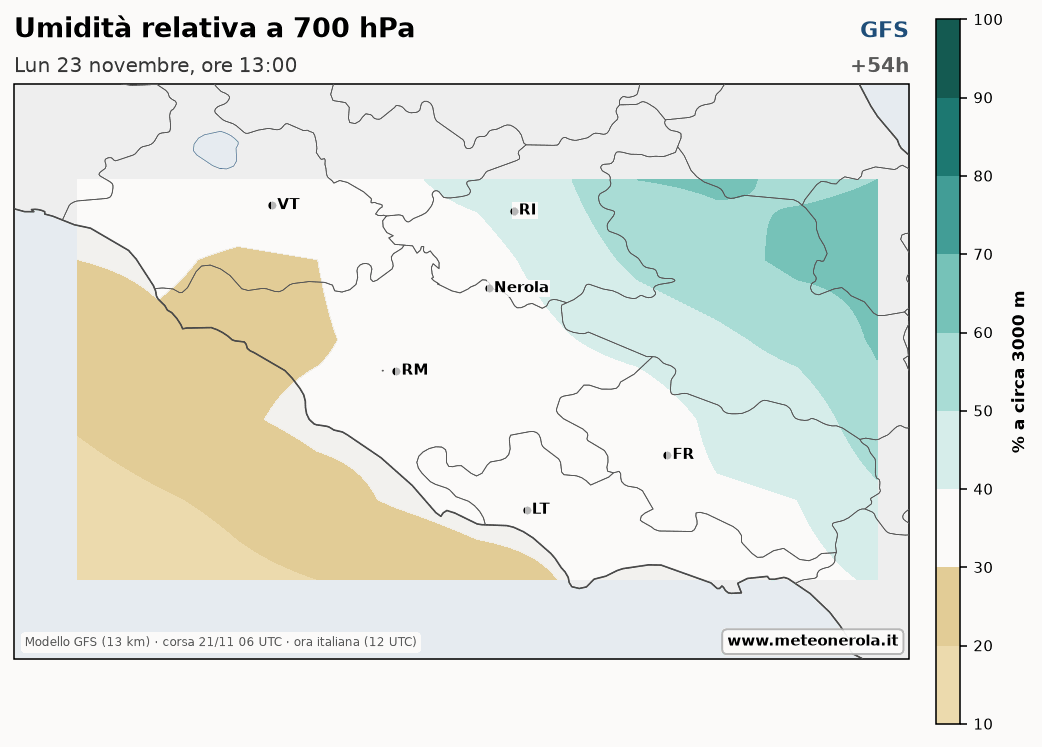 Umidità relativa a 700 hPa
GFS
Lun 23 novembre, ore 13:00
+54h
VT
RI
Nerola
RM
FR
LT
Modello GFS (13 km) · corsa 21/11 06 UTC · ora italiana (12 UTC)
www.meteonerola.it
100
90
80
70
60
50
40
30
20
10
% a circa 3000 m